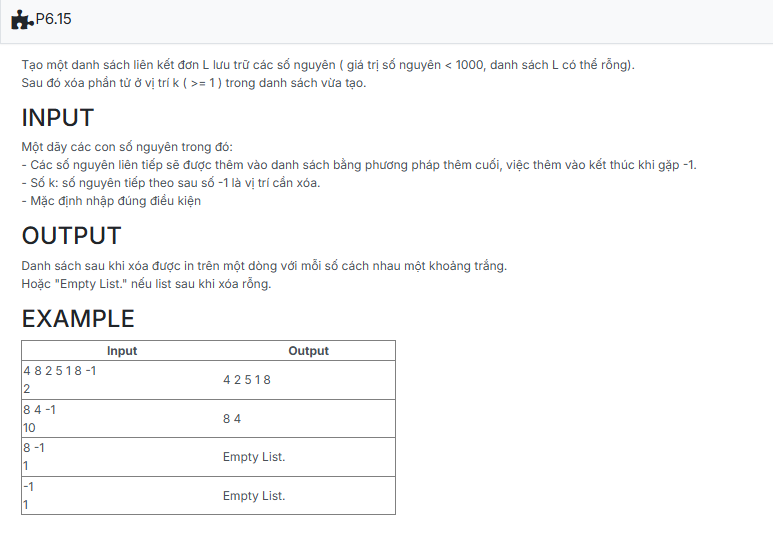 P6.15
Tạo một danh sách liên kết đơn L lưu trữ các số nguyên ( giá trị số nguyên < 1000, danh sách L có thể rỗng).
Sau đó xóa phần tử ở vị trí k ( >= 1 ) trong danh sách vừa tạo.
INPUT
Một dãy các con số nguyên trong đó:
- Các số nguyên liên tiếp sẽ được thêm vào danh sách bằng phương pháp thêm cuối, việc thêm vào kết thúc khi gặp -1.
- Số k: số nguyên tiếp theo sau số -1 là vị trí cần xóa.
- Mặc định nhập đúng điều kiện
OUTPUT
Danh sách sau khi xóa được in trên một dòng với mỗi số cách nhau một khoảng trắng.
Hoặc "Empty List." nếu list sau khi xóa rỗng.
EXAMPLE
Input Output
4 8 2 5 1 8 -1
2
4 2 5 1 8
8 4 -1
10
8 4
8 -1
1
Empty List.
-1
1
Empty List.